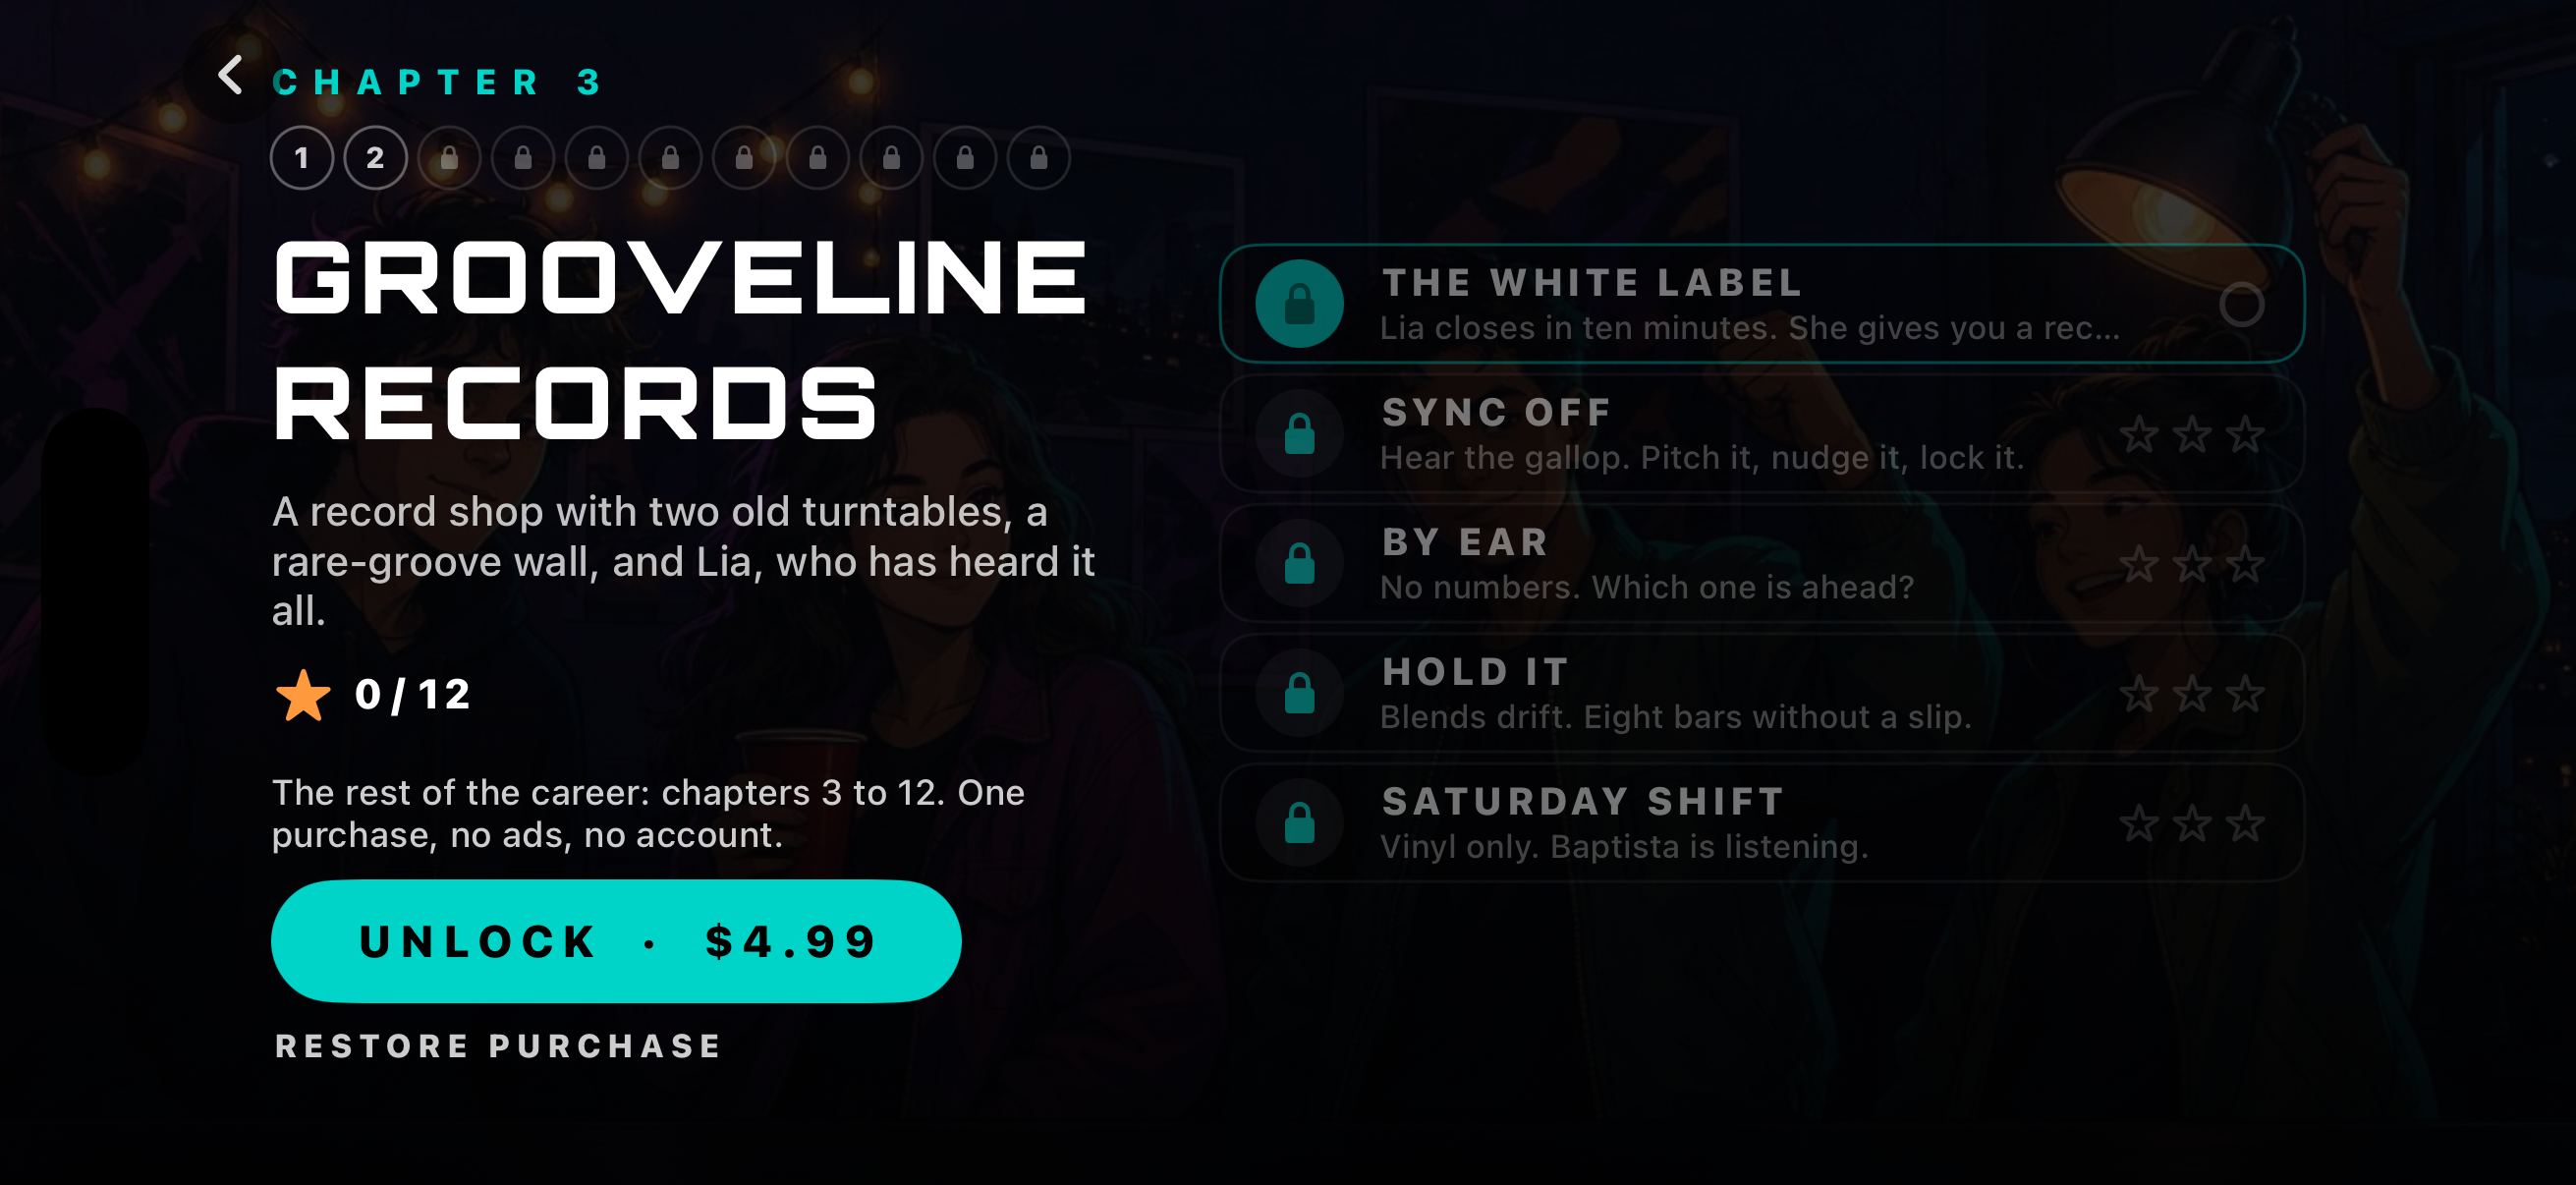 CHAPTER 3
1 2
GROOVELINE
RECORDS
A record shop with two old turntables, a
rare-groove wall, and Lia, who has heard it
all.
0/12
The rest of the career: chapters 3 to 12. One
purchase, no ads, no account.
UNLOCK · $4.99
RESTORE PURCHASE
THE WHITE LABEL
Lia closes in ten minutes. She gives you a rec...
SYNC OFF
Hear the gallop. Pitch it, nudge it, lock it.
BY EAR
No numbers. Which one is ahead?
HOLD IT
Blends drift. Eight bars without a slip.
SATURDAY SHIFT
Vinyl only. Baptista is listening.